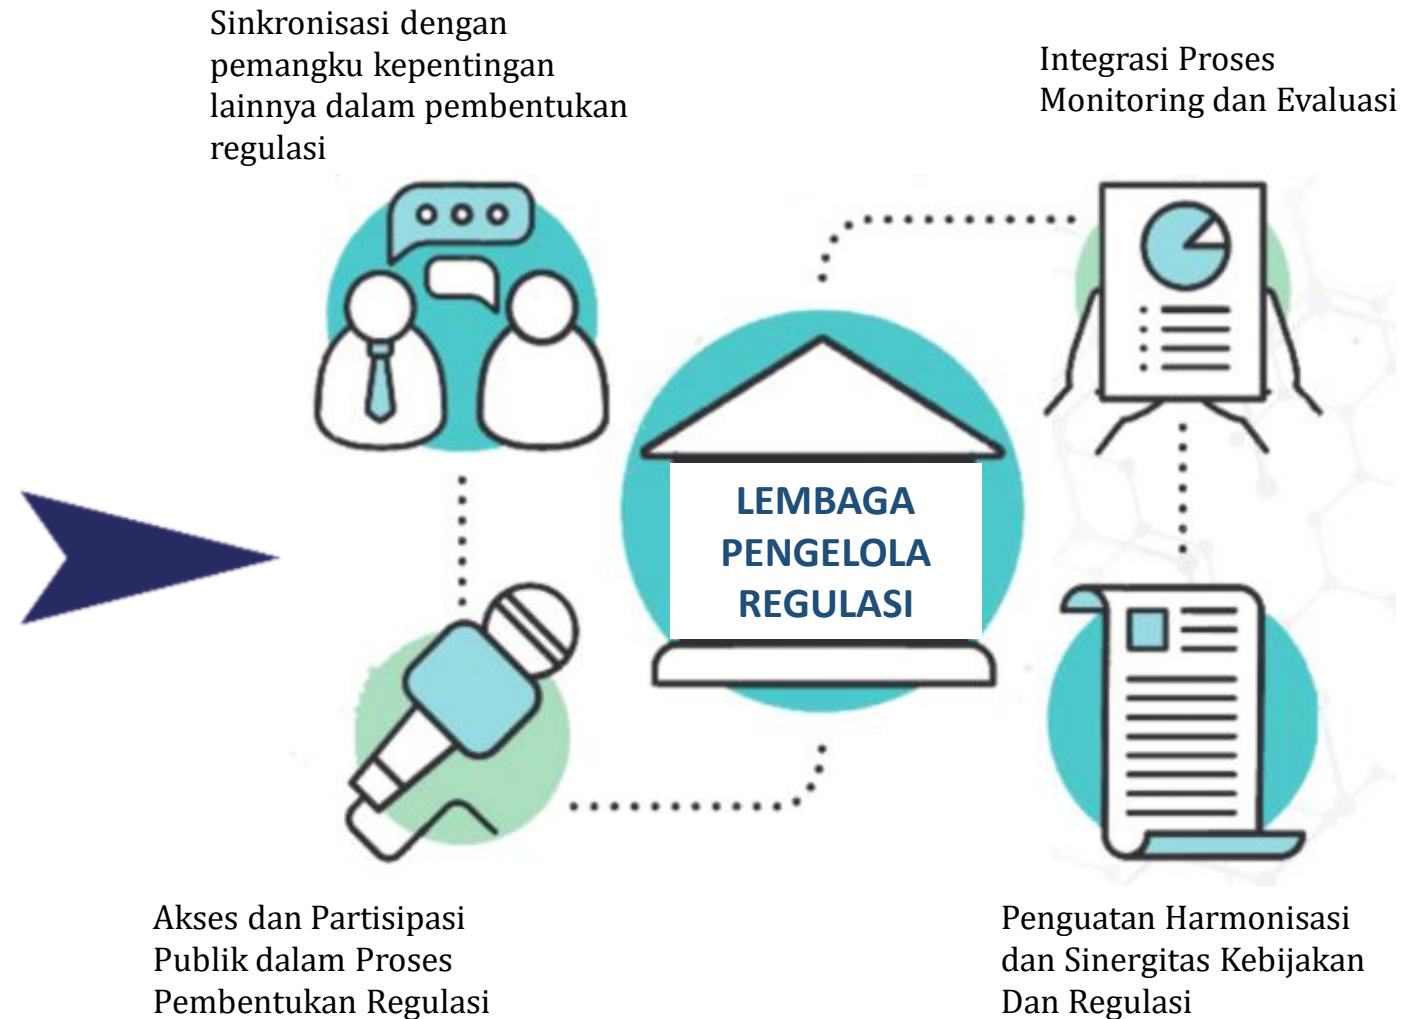 Sinkronisasi dengan
pemangku kepentingan
lainnya dalam pembentukan
regulasi
Integrasi Proses
Monitoring dan Evaluasi
LEMBAGA
PENGELOLA
REGULASI
Akses dan Partisipasi
Publik dalam Proses
Pembentukan Regulasi
Penguatan Harmonisasi
dan Sinergitas Kebijakan
Dan Regulasi